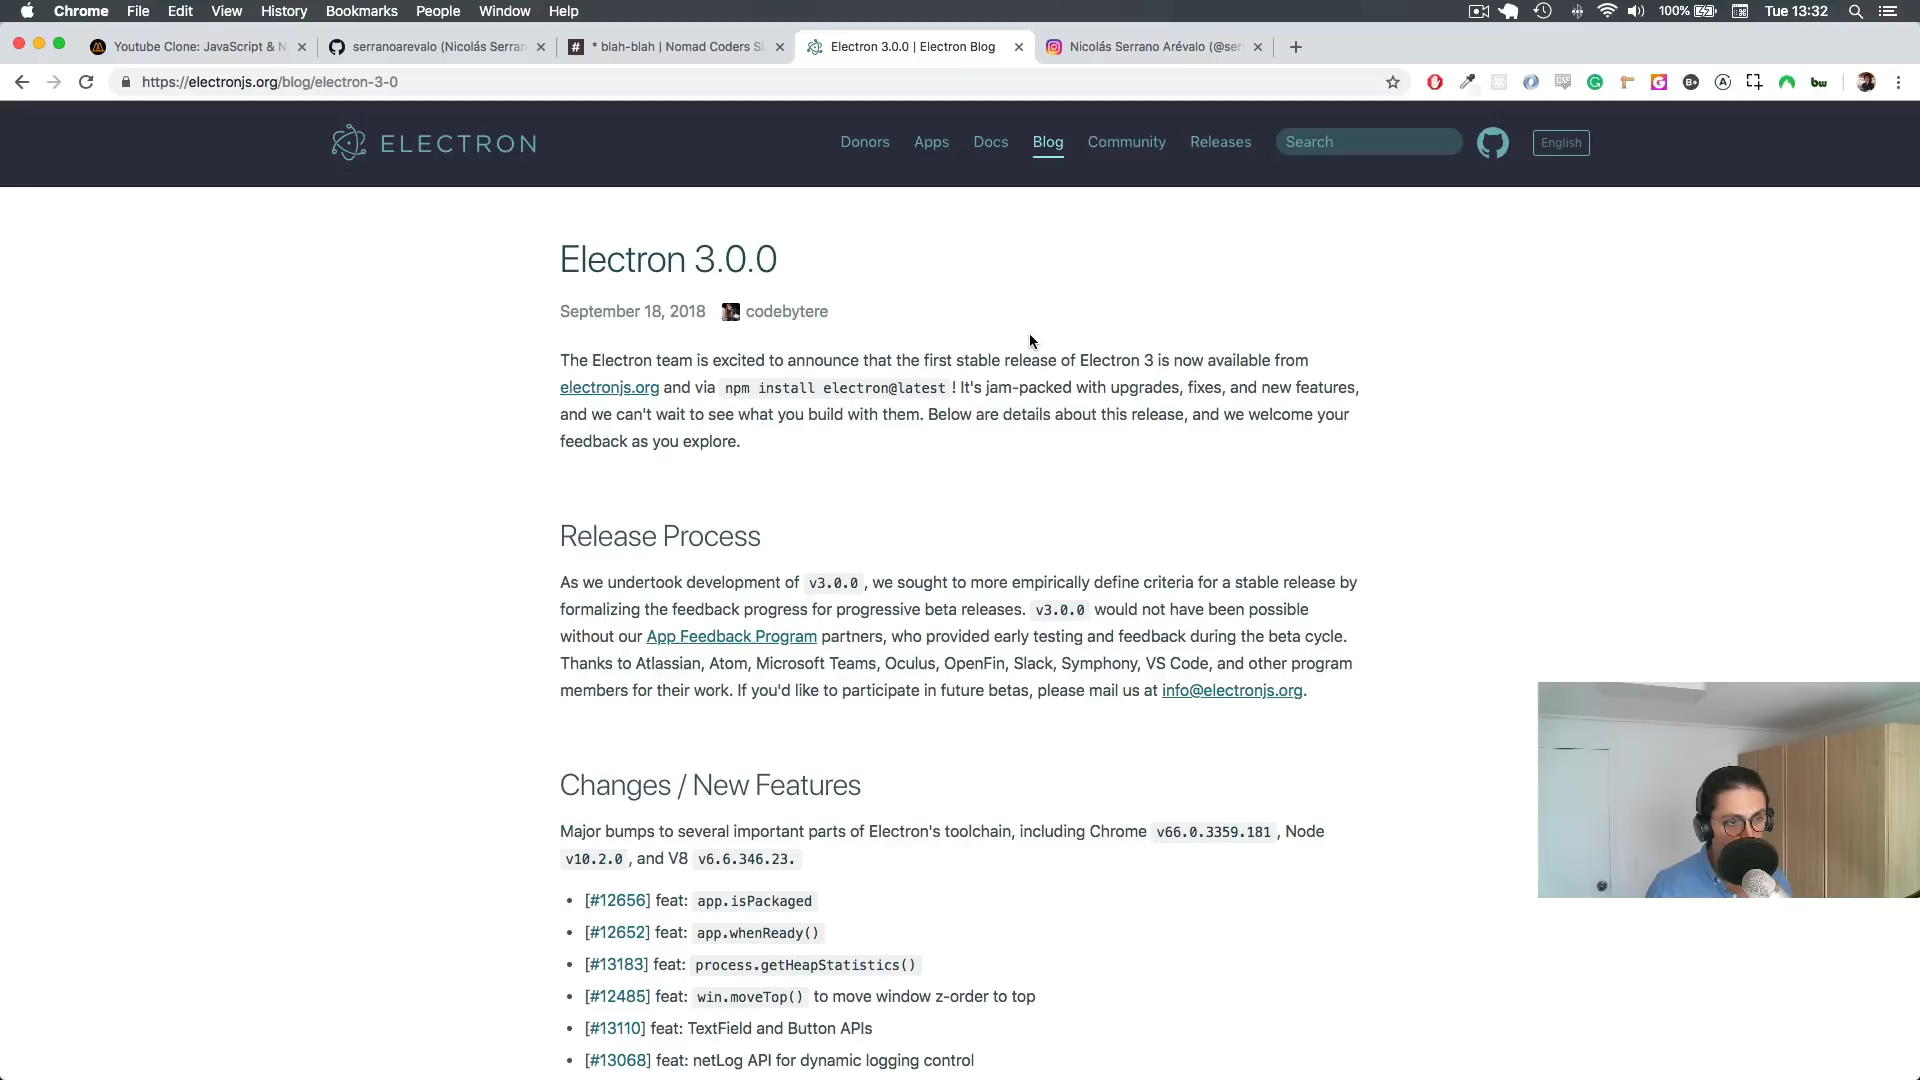 Chrome File Edit View History Bookmarks People Window Help 100% Tue 13:32
Youtube Clone: JavaScript & N serranoarevalo (Nicolás Serran * blah-blah | Nomad Coders Sl Electron 3.0.0 | Electron Blog Nicolás Serrano Arévalo (@ser
https://electronjs.org/blog/electron-3-0
ELECTRON Donors Apps Docs Blog Community Releases Search English
Electron 3.0.0
September 18, 2018 codebytere
The Electron team is excited to announce that the first stable release of Electron 3 is now available from
electronjs.org and via npm install electron@latest ! It's jam-packed with upgrades, fixes, and new features,
and we can't wait to see what you build with them. Below are details about this release, and we welcome your
feedback as you explore.
Release Process
As we undertook development of v3.0.0 , we sought to more empirically define criteria for a stable release by
formalizing the feedback progress for progressive beta releases. v3.0.0 would not have been possible
without our App Feedback Program partners, who provided early testing and feedback during the beta cycle.
Thanks to Atlassian, Atom, Microsoft Teams, Oculus, OpenFin, Slack, Symphony, VS Code, and other program
members for their work. If you'd like to participate in future betas, please mail us at info@electronjs.org.
Changes / New Features
Major bumps to several important parts of Electron's toolchain, including Chrome v66.0.3359.181 , Node
v10.2.0 , and V8 v6.6.346.23.
• [#12656] feat: app.isPackaged
• [#12652] feat: app.whenReady()
• [#13183] feat: process.getHeapStatistics()
• [#12485] feat: win.moveTop() to move window z-order to top
• [#13110] feat: TextField and Button APIs
• [#13068] feat: netLog API for dynamic logging control